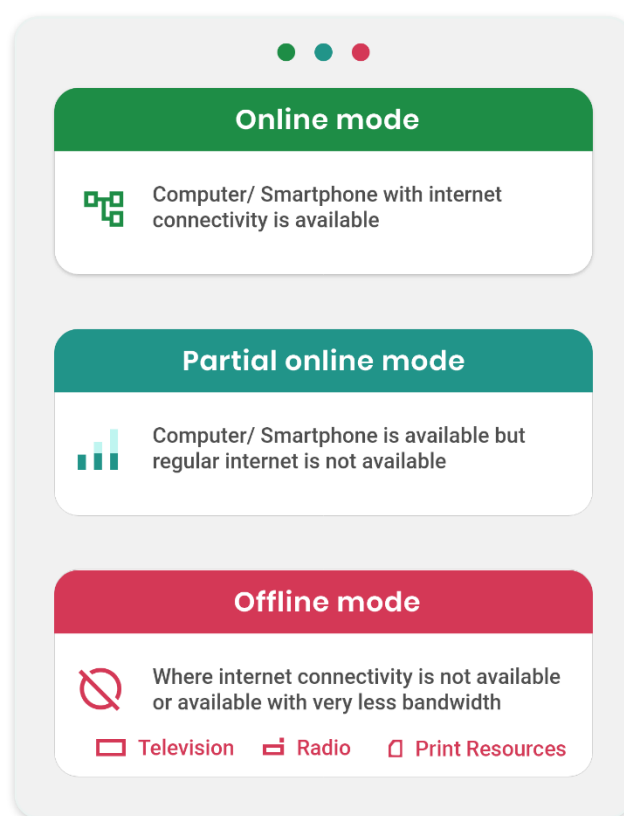 Online mode
Computer/ Smartphone with internet
connectivity is available
Partial online mode
Computer/ Smartphone is available but
regular internet is not available
Offline mode
Where internet connectivity is not available
or available with very less bandwidth
Television Radio Print Resources